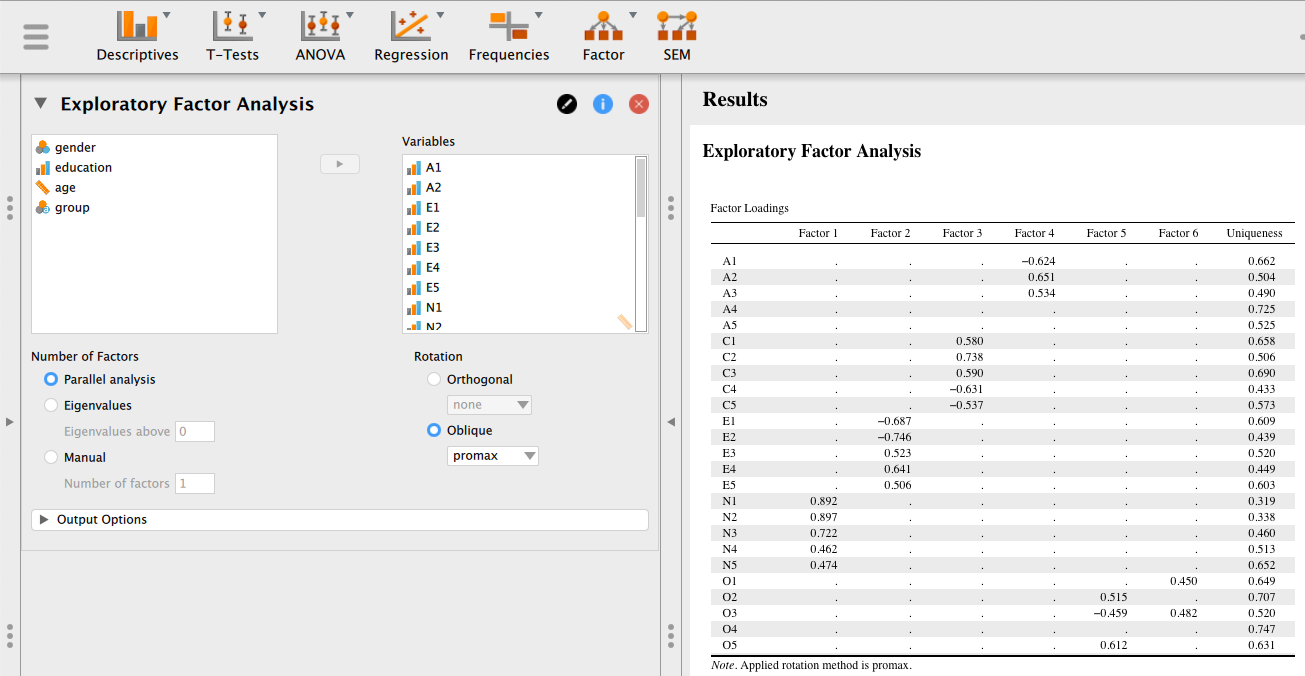 Descriptives T-Tests ANOVA Regression Frequencies Factor SEM
Exploratory Factor Analysis
gender
education
age
group
Variables
A1
A2
E1
E2
E3
E4
E5
N1
N2
Number of Factors
Parallel analysis
Eigenvalues
Eigenvalues above 0
Manual
Number of factors 1
Rotation
Orthogonal
none
Oblique
promax
Output Options
Results
Exploratory Factor Analysis
Factor Loadings
Factor 1 Factor 2 Factor 3 Factor 4 Factor 5 Factor 6 Uniqueness
A1 . . . −0.624 . . 0.662
A2 . . . 0.651 . . 0.504
A3 . . . 0.534 . . 0.490
A4 . . . . . . 0.725
A5 . . . . . . 0.525
C1 . . 0.580 . . . 0.658
C2 . . 0.738 . . . 0.506
C3 . . 0.590 . . . 0.690
C4 . . −0.631 . . . 0.433
C5 . . −0.537 . . . 0.573
E1 . −0.687 . . . . 0.609
E2 . −0.746 . . . . 0.439
E3 . 0.523 . . . . 0.520
E4 . 0.641 . . . . 0.449
E5 . 0.506 . . . . 0.603
N1 0.892 . . . . . 0.319
N2 0.897 . . . . . 0.338
N3 0.722 . . . . . 0.460
N4 0.462 . . . . . 0.513
N5 0.474 . . . . . 0.652
O1 . . . . . 0.450 0.649
O2 . . . . 0.515 . 0.707
O3 . . . . −0.459 0.482 0.520
O4 . . . . . . 0.747
O5 . . . . 0.612 . 0.631
Note. Applied rotation method is promax.